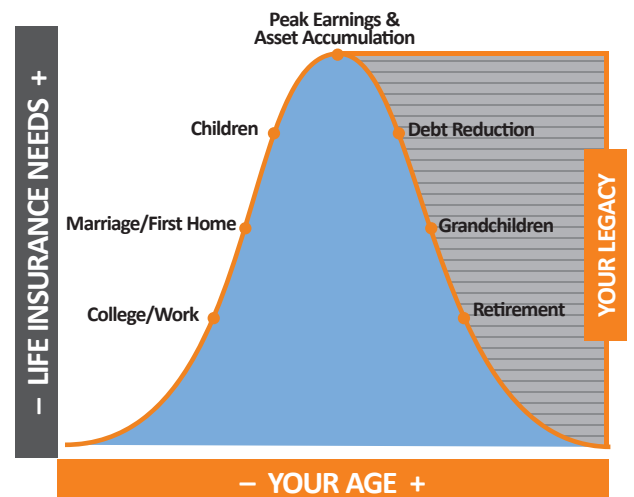 Peak Earnings &
Asset Accumulation
Children
Debt Reduction
Marriage/First Home
Grandchildren
College/Work
Retirement
– LIFE INSURANCE NEEDS +
YOUR LEGACY
– YOUR AGE +